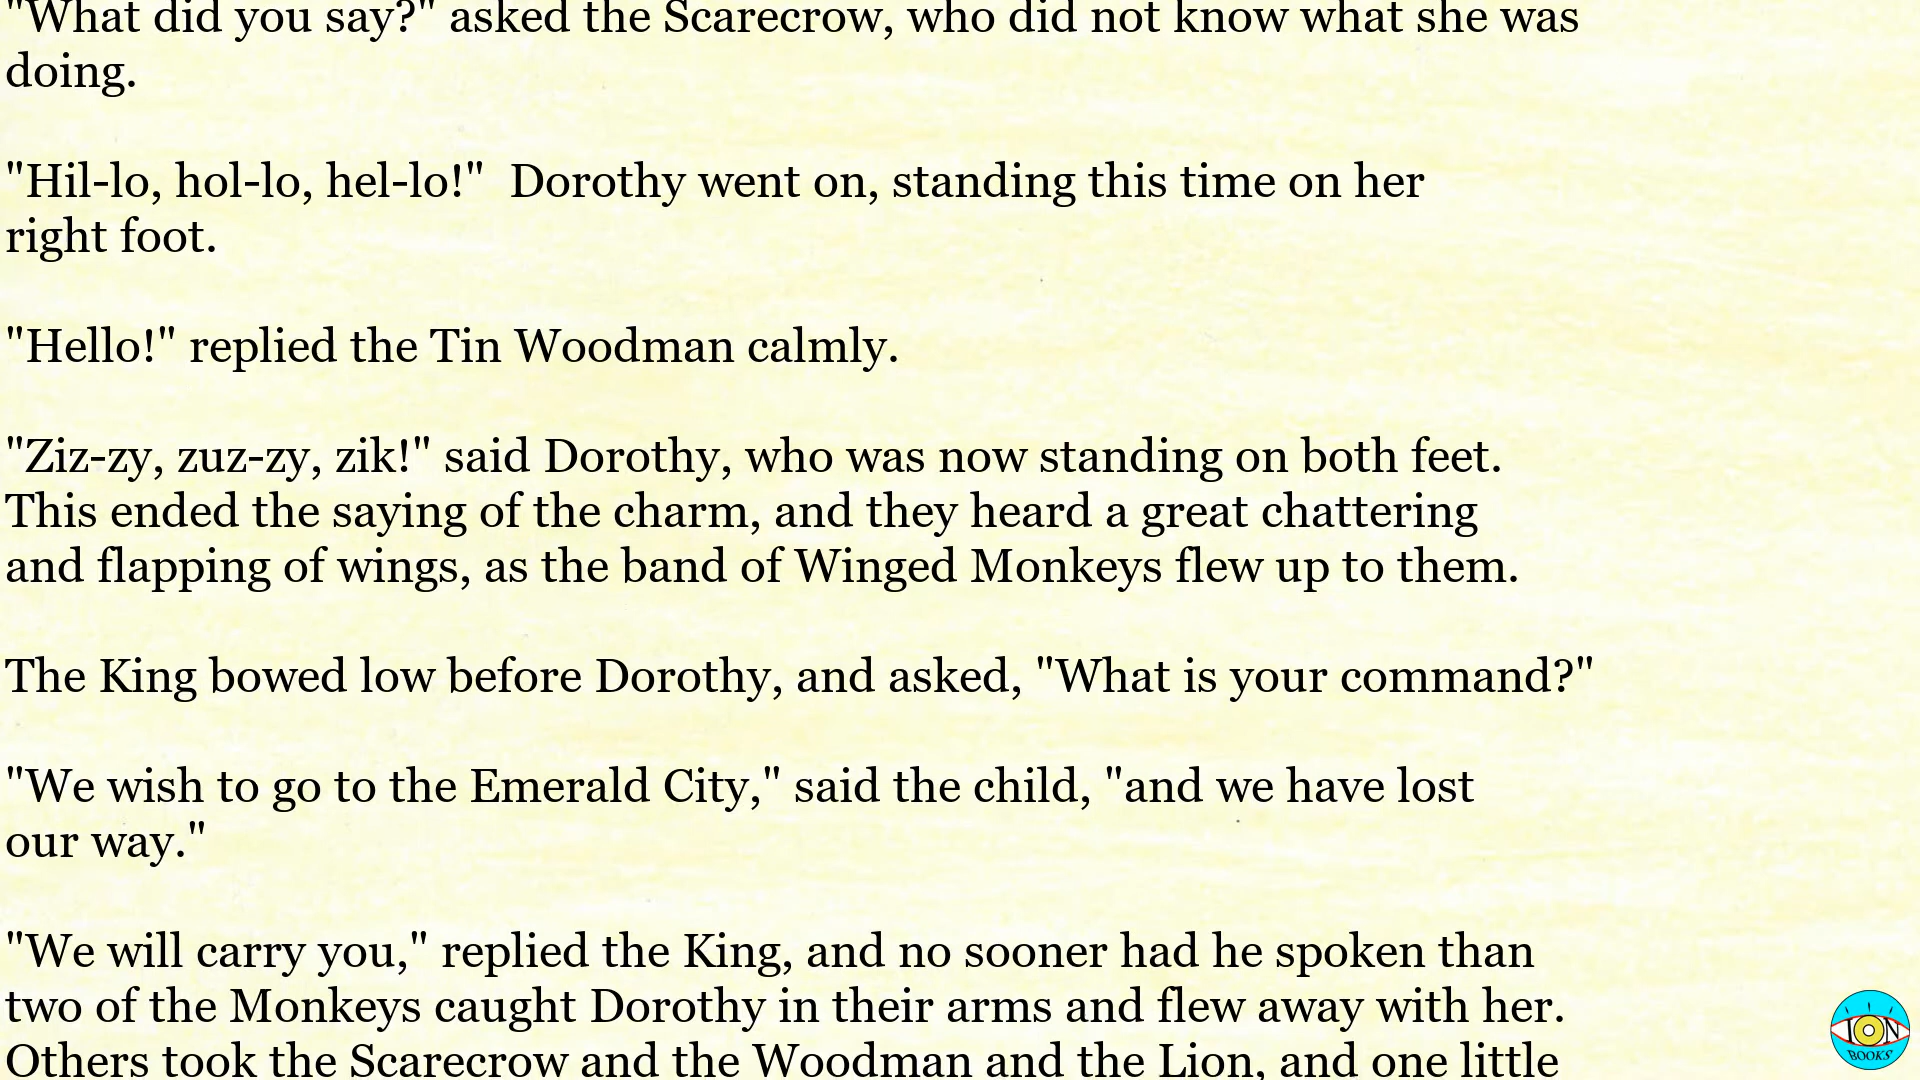 "What did you say?" asked the Scarecrow, who did not know what she was
doing.
"Hil-lo, hol-lo, hel-lo!"  Dorothy went on, standing this time on her
right foot.
"Hello!" replied the Tin Woodman calmly.
"Ziz-zy, zuz-zy, zik!" said Dorothy, who was now standing on both feet.
This ended the saying of the charm, and they heard a great chattering
and flapping of wings, as the band of Winged Monkeys flew up to them.
The King bowed low before Dorothy, and asked, "What is your command?"
"We wish to go to the Emerald City," said the child, "and we have lost
our way."
"We will carry you," replied the King, and no sooner had he spoken than
two of the Monkeys caught Dorothy in their arms and flew away with her.
Others took the Scarecrow and the Woodman and the Lion, and one little
ION
BOOKS